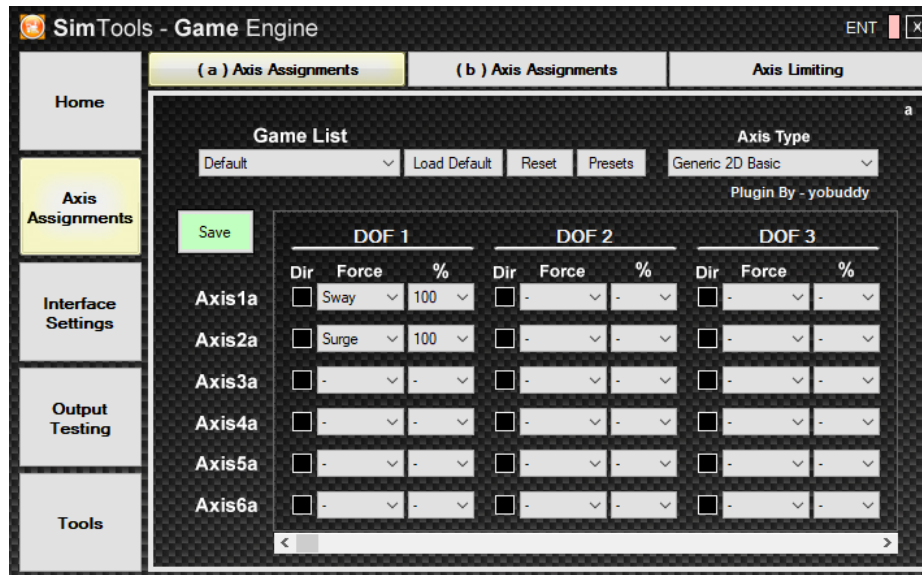 SimTools - Game Engine
ENT X
( a ) Axis Assignments ( b ) Axis Assignments Axis Limiting
Home
Axis
Assignments
Interface
Settings
Output
Testing
Tools
a
Game List
Axis Type
Default Load Default Reset Presets Generic 2D Basic
Plugin By - yobuddy
Save
DOF 1 DOF 2 DOF 3
Dir Force % Dir Force % Dir Force %
Axis1a Sway 100 - - - -
Axis2a Surge 100 - - - -
Axis3a - - - - - -
Axis4a - - - - - -
Axis5a - - - - - -
Axis6a - - - - - -